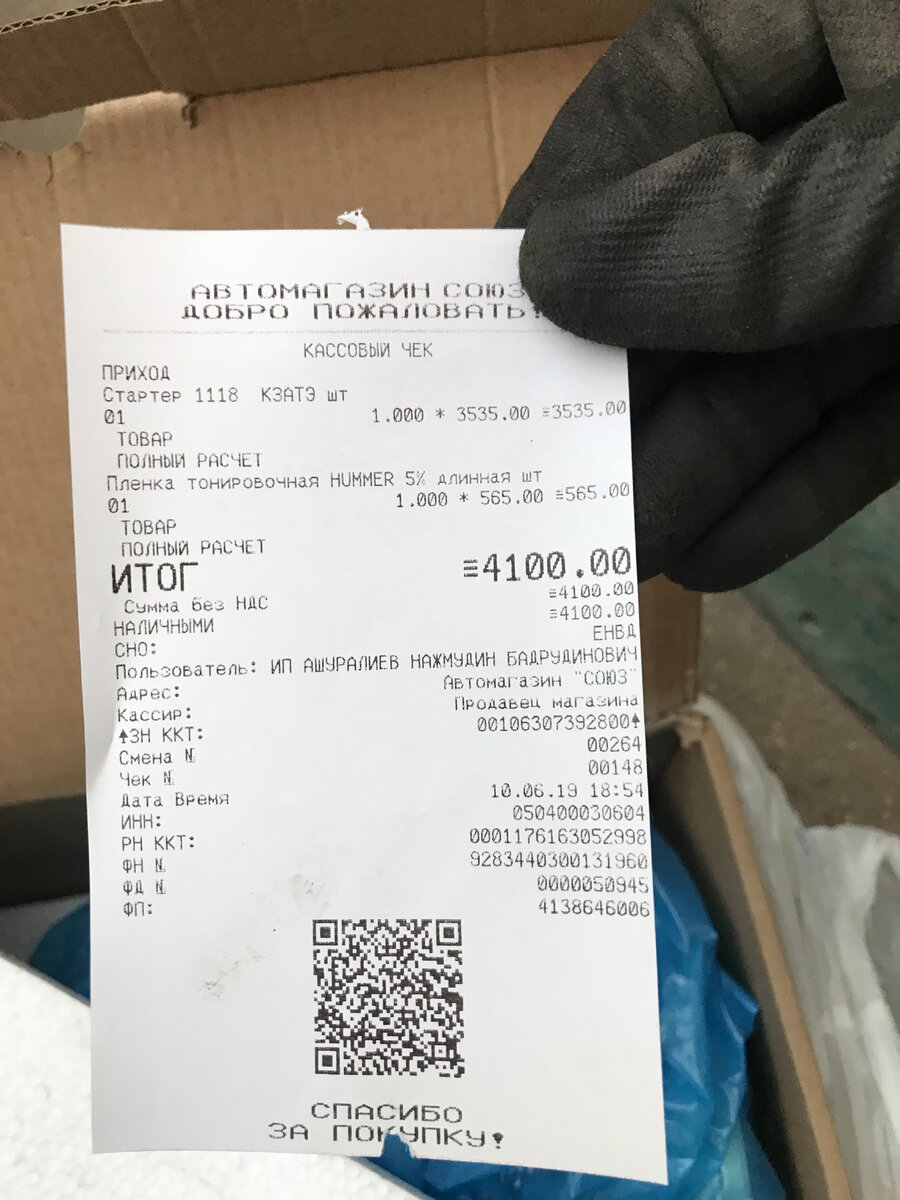 АВТОМАГАЗИН СОЮЗ
ДОБРО ПОЖАЛОВАТЬ!
КАССОВЫЙ ЧЕК
ПРИХОД
Стартер 1118 КЗАТЭ шт
01 1.000 * 3535.00 ≡3535.00
ТОВАР
ПОЛНЫЙ РАСЧЕТ
Пленка тонировочная HUMMER 5% длинная шт
01 1.000 * 565.00 ≡565.00
ТОВАР
ПОЛНЫЙ РАСЧЕТ
ИТОГ ≡4100.00
Сумма без НДС ≡4100.00
НАЛИЧНЫМИ ≡4100.00
СНО: ЕНВД
Пользователь: ИП АШУРАЛИЕВ НАЖМУДИН БАДРУДИНОВИЧ
Адрес: Автомагазин "СОЮЗ"
Кассир: Продавец магазина
↑ЗН ККТ: 00106307392800↑
Смена № 00264
Чек № 00148
Дата Время 10.06.19 18:54
ИНН: 050400030604
РН ККТ: 0001176163052998
ФН № 9283440300131960
ФД № 0000050945
ФП: 4138646006
СПАСИБО
ЗА ПОКУПКУ!